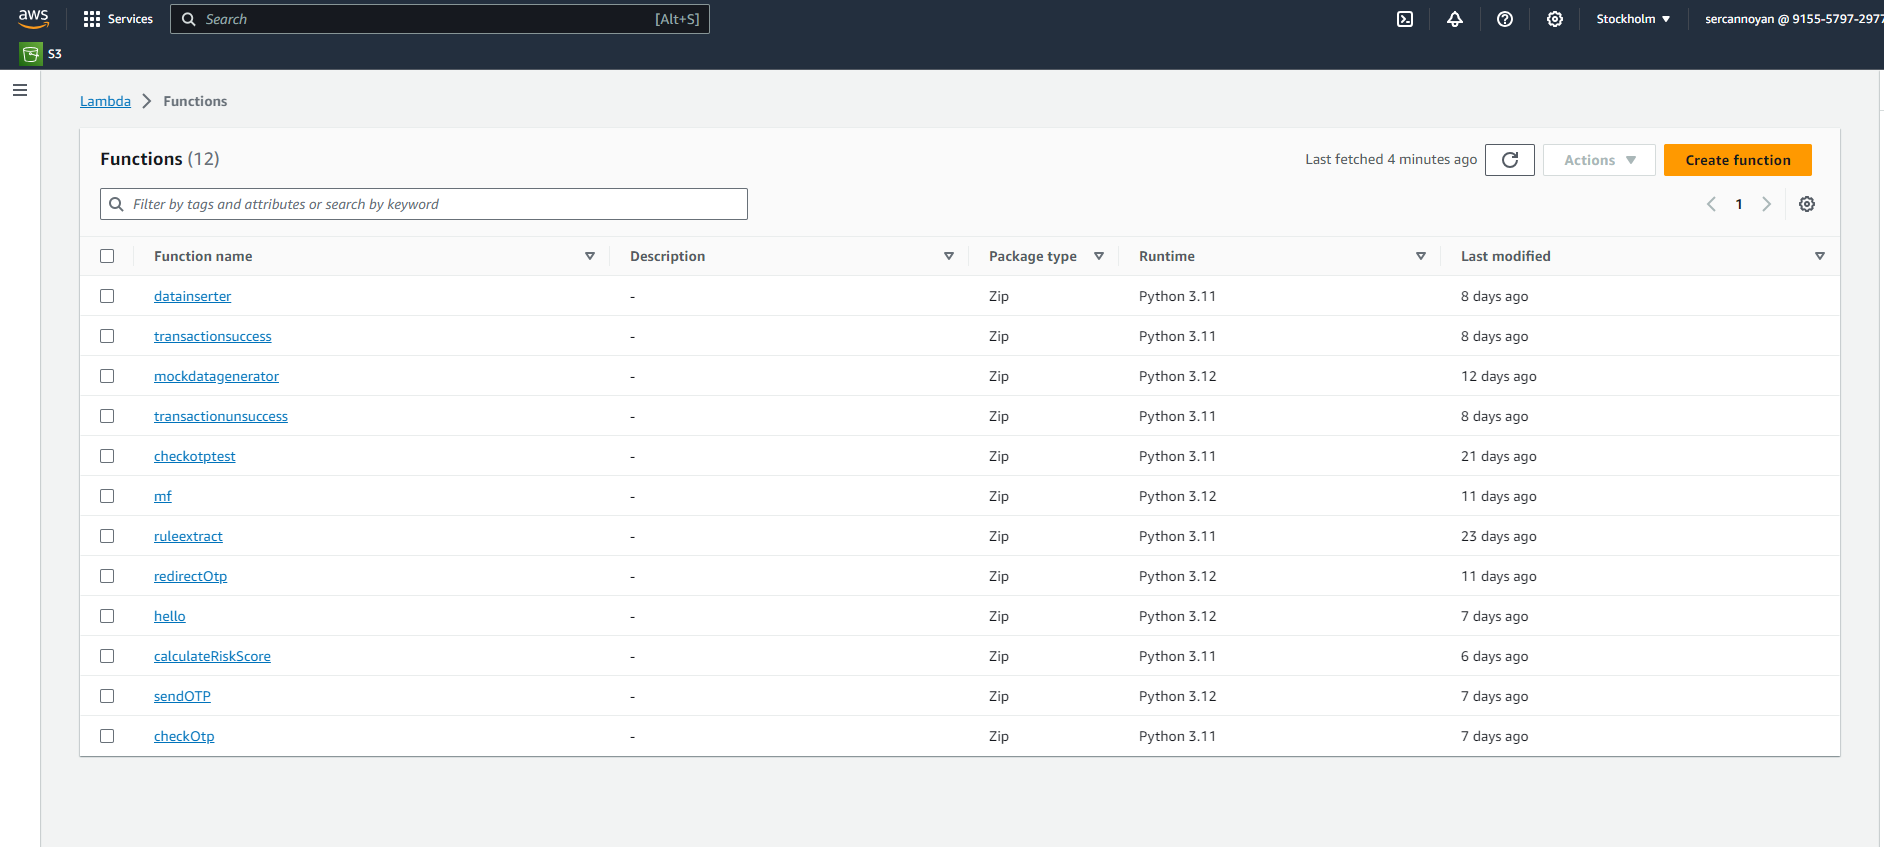 aws Services Search [Alt+S] Stockholm sercannoyan @ 9155-5797-2977
S3
Lambda Functions
Functions (12) Last fetched 4 minutes ago Actions Create function
Filter by tags and attributes or search by keyword 1
Function name Description Package type Runtime Last modified
datainserter - Zip Python 3.11 8 days ago
transactionsuccess - Zip Python 3.11 8 days ago
mockdatagenerator - Zip Python 3.12 12 days ago
transactionunsuccess - Zip Python 3.11 8 days ago
checkotptest - Zip Python 3.11 21 days ago
mf - Zip Python 3.12 11 days ago
ruleextract - Zip Python 3.11 23 days ago
redirectOtp - Zip Python 3.12 11 days ago
hello - Zip Python 3.12 7 days ago
calculateRiskScore - Zip Python 3.11 6 days ago
sendOTP - Zip Python 3.12 7 days ago
checkOtp - Zip Python 3.11 7 days ago